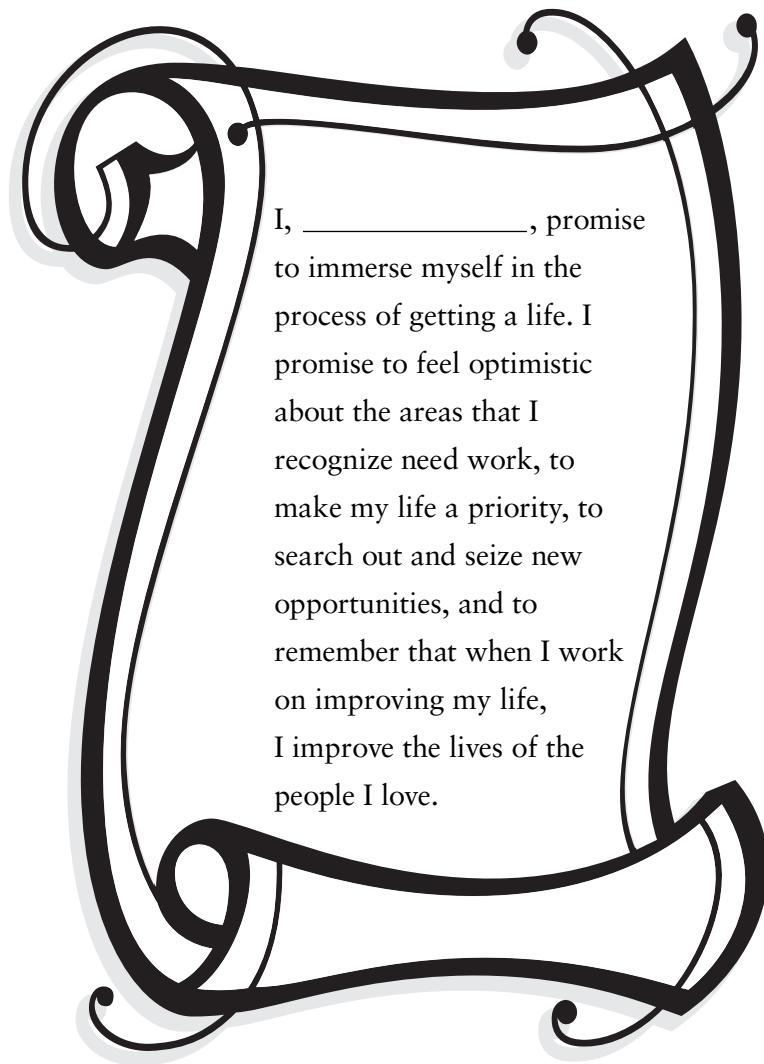 I, _______________, promise
to immerse myself in the
process of getting a life. I
promise to feel optimistic
about the areas that I
recognize need work, to
make my life a priority, to
search out and seize new
opportunities, and to
remember that when I work
on improving my life,
I improve the lives of the
people I love.